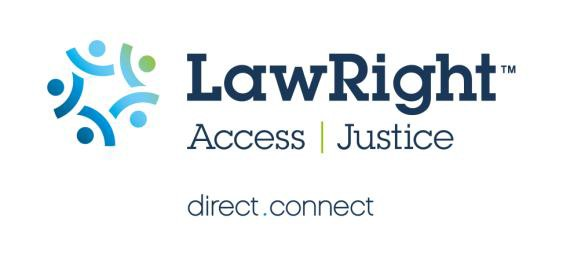 LawRight™
Access | Justice
direct.connect